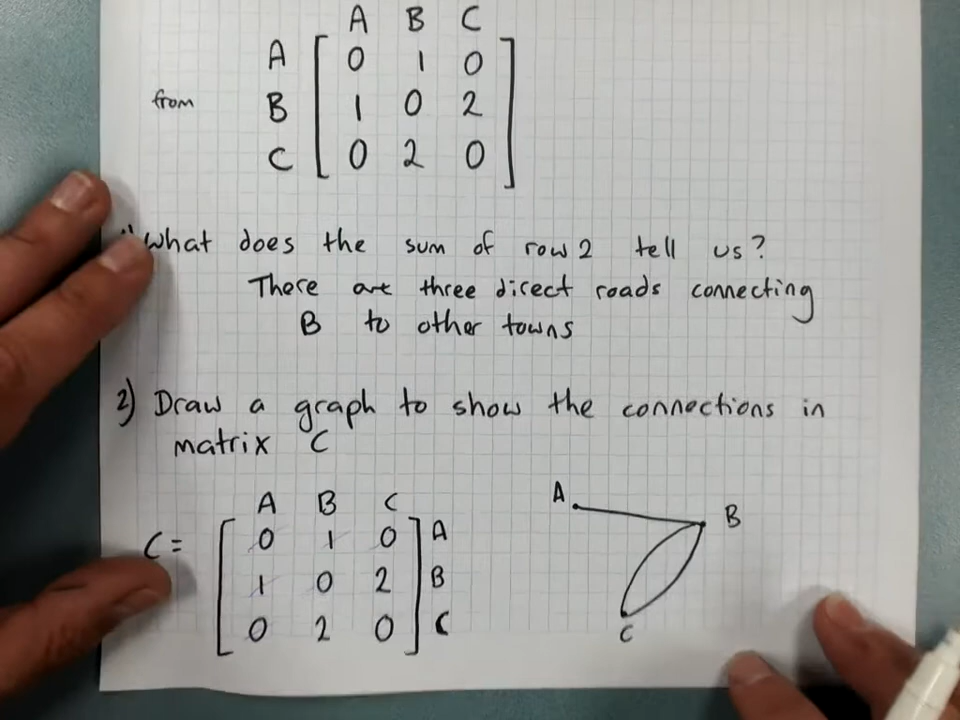 A B C
A 0 1 0
from B 1 0 2
C 0 2 0
1) What does the sum of row 2 tell us?
There are three direct roads connecting
B to other towns
2) Draw a graph to show the connections in
matrix C
A B C
C = 0 1 0 A
1 0 2 B
0 2 0 C
A
B
C